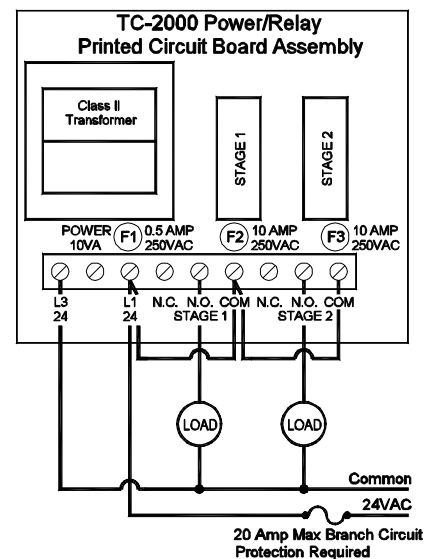 TC-2000 Power/Relay
Printed Circuit Board Assembly
Class II
Transformer
STAGE 1
STAGE 2
POWER
10VA
F1
0.5 AMP
250VAC
F2
10 AMP
250VAC
F3
10 AMP
250VAC
L3
24
L1
24
N.C. N.O. COM
STAGE 1
N.C. N.O. COM
STAGE 2
LOAD
LOAD
Common
24VAC
20 Amp Max Branch Circuit
Protection Required